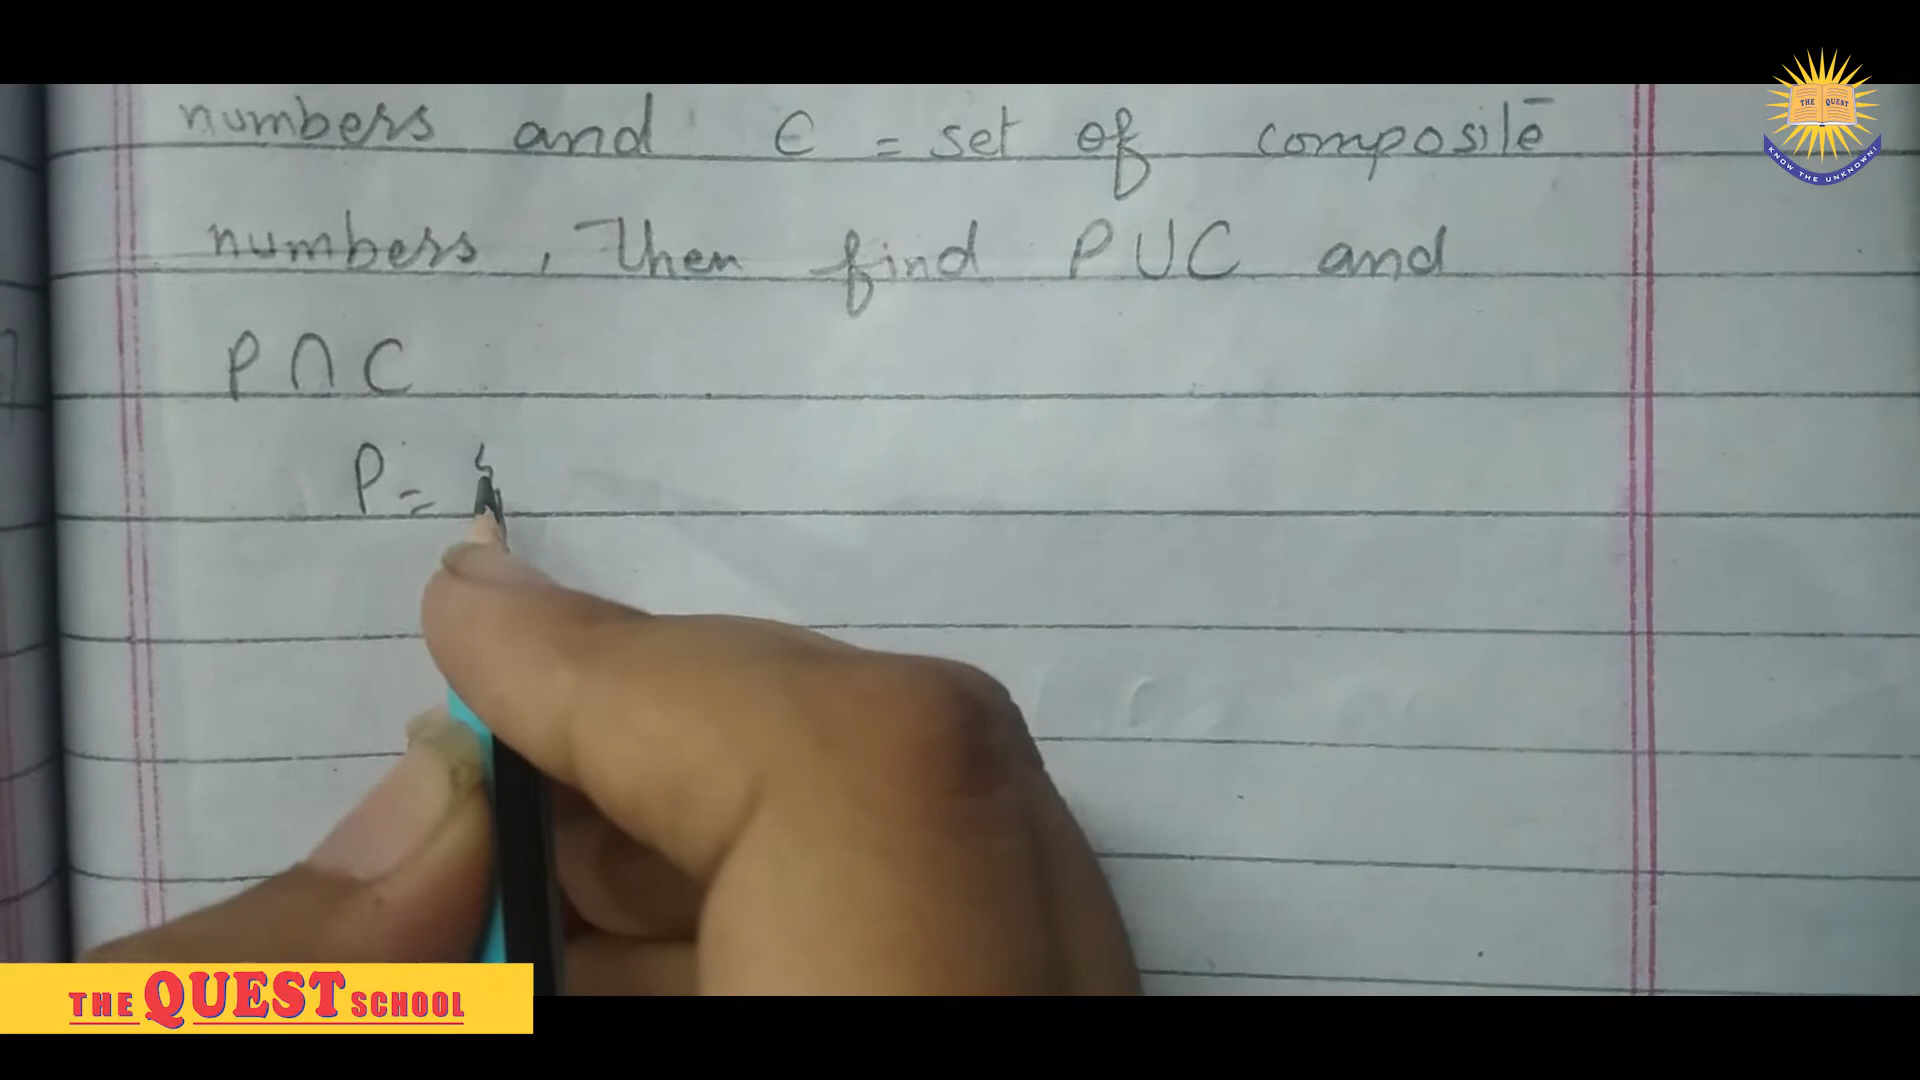 numbers and C = set of composite
numbers, Then find P∪C and
P∩C
P = {
THE QUEST
KNOW THE UNKNOWN!
THE QUEST SCHOOL